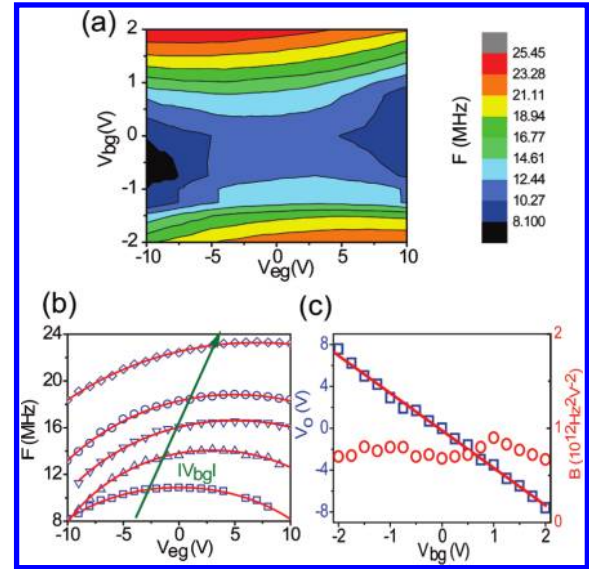 (a)
2
1
0
-1
-2
Vbg(V)
-10 -5 0 5 10
Veg(V)
F (MHz)
25.45
23.28
21.11
18.94
16.77
14.61
12.44
10.27
8.100
(b)
24
20
16
12
8
F (MHz)
|Vbg|
-10 -5 0 5 10
Veg(V)
(c)
8
4
0
-4
-8
Vo (V)
2
1
0
B (10¹²Hz²V-2)
-2 -1 0 1 2
Vbg(V)